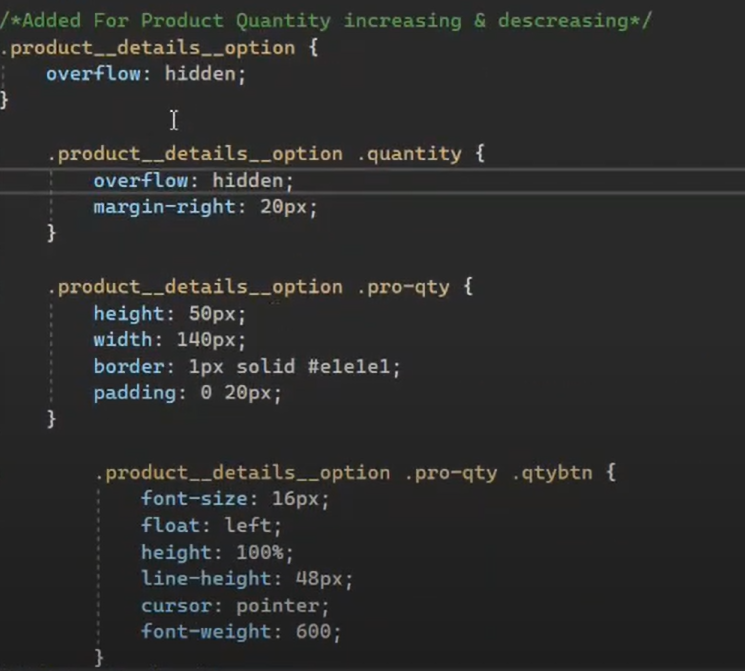 /*Added For Product Quantity increasing & descreasing*/
.product__details__option {
overflow: hidden;
}
.product__details__option .quantity {
overflow: hidden;
margin-right: 20px;
}
.product__details__option .pro-qty {
height: 50px;
width: 140px;
border: 1px solid #e1e1e1;
padding: 0 20px;
}
.product__details__option .pro-qty .qtybtn {
font-size: 16px;
float: left;
height: 100%;
line-height: 48px;
cursor: pointer;
font-weight: 600;
}